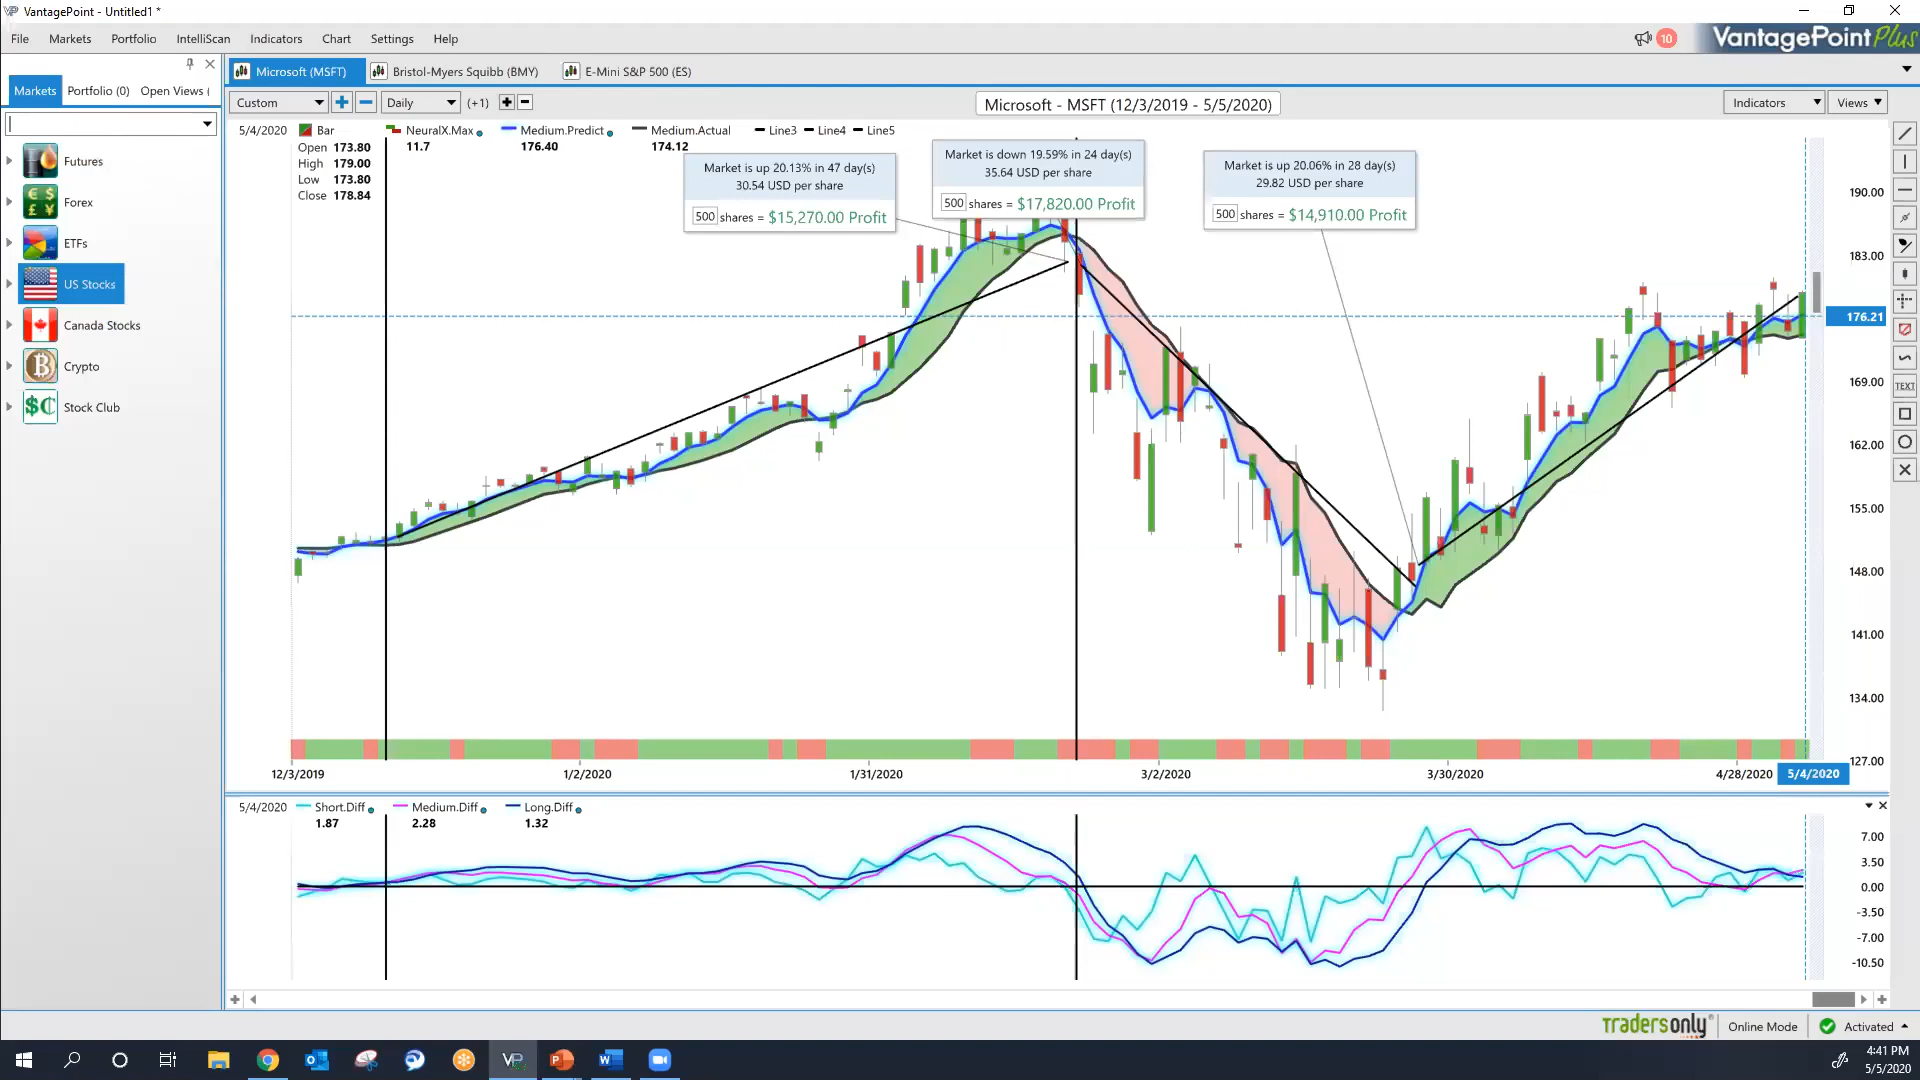 VantagePoint - Untitled1 *
File Markets Portfolio IntelliScan Indicators Chart Settings Help
10
VantagePoint Plus
Microsoft (MSFT) Bristol-Myers Squibb (BMY) E-Mini S&P 500 (ES)
Markets Portfolio (0) Open Views (
Custom Daily (+1)
Microsoft - MSFT (12/3/2019 - 5/5/2020)
Indicators Views
Futures
Forex
ETFs
US Stocks
Canada Stocks
Crypto
Stock Club
5/4/2020 Bar NeuralX.Max Medium.Predict Medium.Actual Line3 Line4 Line5
Open 173.80 11.7 176.40 174.12
High 179.00
Low 173.80
Close 178.84
Market is up 20.13% in 47 day(s)
30.54 USD per share
500 shares = $15,270.00 Profit
Market is down 19.59% in 24 day(s)
35.64 USD per share
500 shares = $17,820.00 Profit
Market is up 20.06% in 28 day(s)
29.82 USD per share
500 shares = $14,910.00 Profit
190.00
183.00
176.21
169.00
162.00
155.00
148.00
141.00
134.00
127.00
TEXT
12/3/2019 1/2/2020 1/31/2020 3/2/2020 3/30/2020 4/28/2020 5/4/2020
5/4/2020 Short.Diff Medium.Diff Long.Diff
1.87 2.28 1.32
7.00
3.50
0.00
-3.50
-7.00
-10.50
tradersonly Online Mode Activated
4:41 PM
5/5/2020